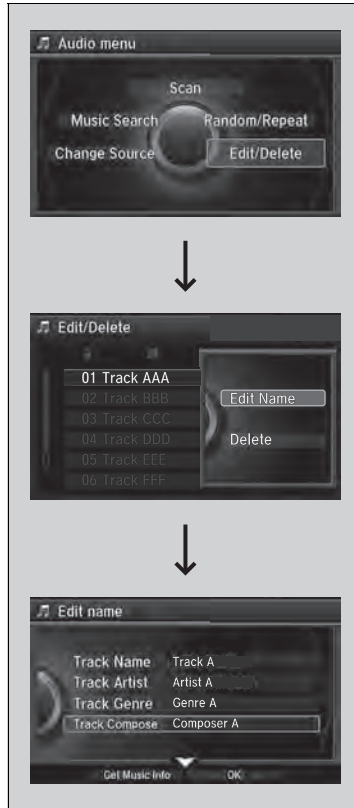 Audio menu
Scan
Music Search Random/Repeat
Change Source Edit/Delete
Edit/Delete
01 Track AAA
02 Track BBB
Edit Name
03 Track CCC
04 Track DDD
Delete
05 Track EEE
06 Track FFF
Edit name
Track Name Track A
Track Artist Artist A
Track Genre Genre A
Track Compose Composer A
Get Music Info OK